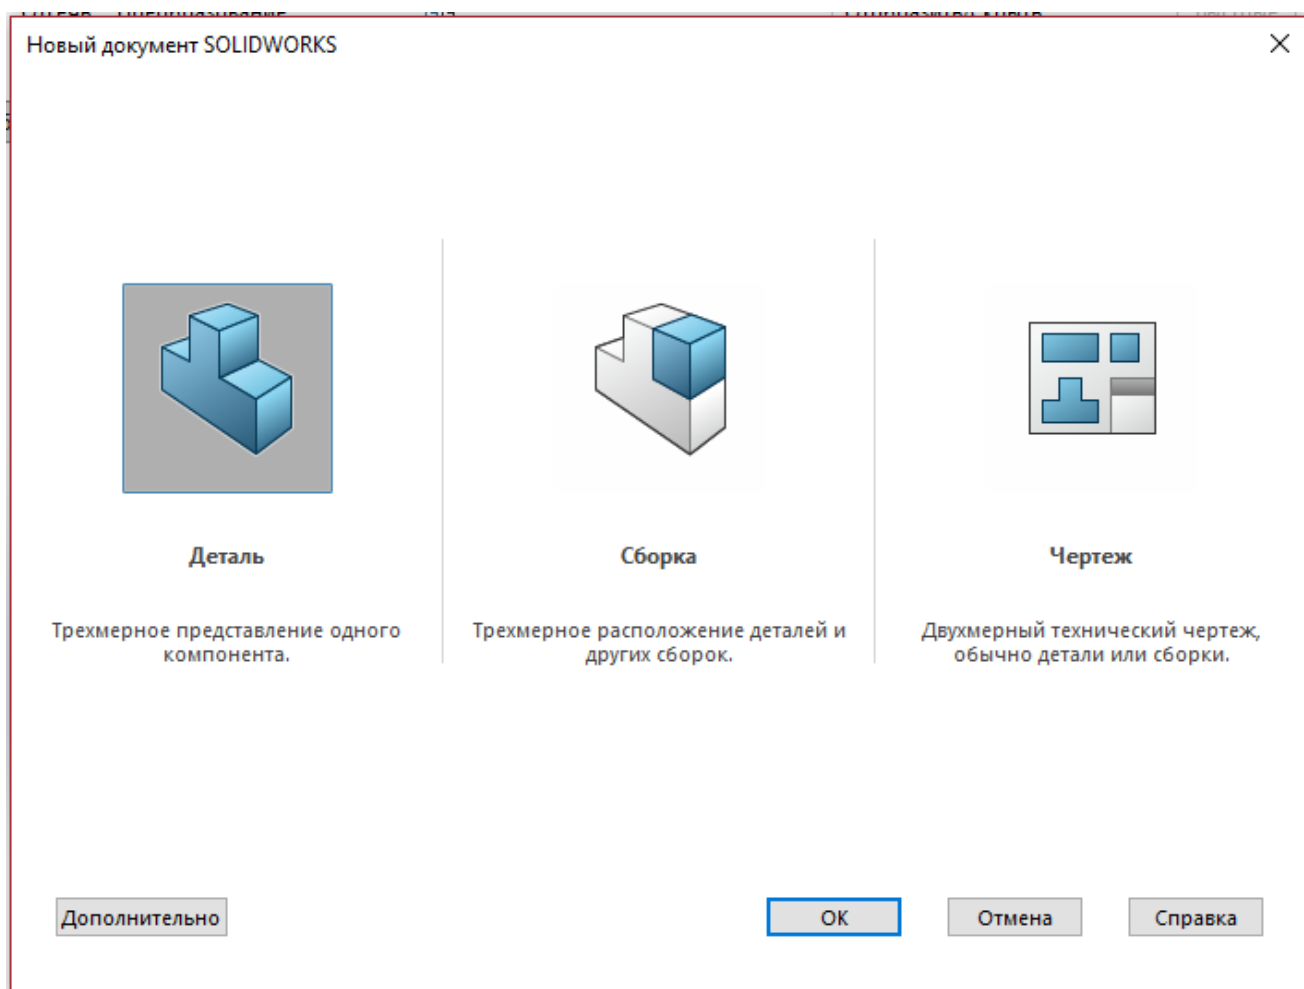 Новый документ SOLIDWORKS
Деталь
Трехмерное представление одного
компонента.
Сборка
Трехмерное расположение деталей и
других сборок.
Чертеж
Двухмерный технический чертеж,
обычно детали или сборки.
Дополнительно
ОК
Отмена
Справка